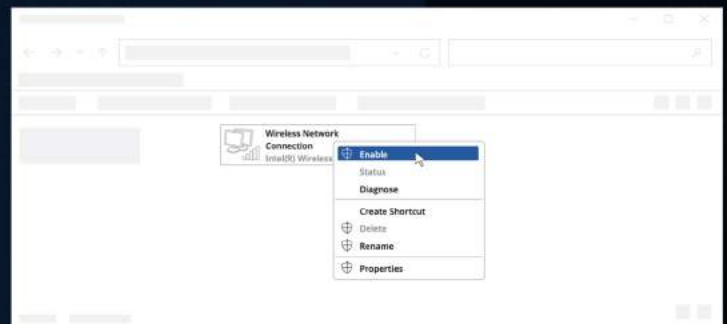 Wireless Network
Connection
Intel(R) Wireless
Enable
Status
Diagnose
Create Shortcut
Delete
Rename
Properties